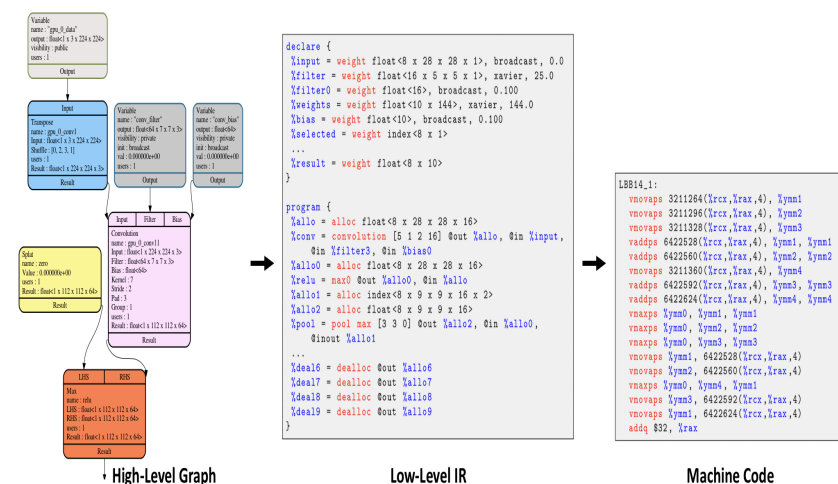 Variable
name : "gpu_0_data"
output : float<1 x 3 x 224 x 224>
visibility : public
users : 1
Output
Input
Transpose
name : gpu_0_conv1
Input : float<1 x 3 x 224 x 224>
Shuffle : [0, 2, 3, 1]
users : 1
Result : float<1 x 224 x 224 x 3>
Result
Variable
name : "conv_filter"
output : float<64 x 7 x 7 x 3>
visibility : private
init : broadcast
val : 0.000000e+00
users : 1
Output
Variable
name : "conv_bias"
output : float<64>
visibility : private
init : broadcast
val : 0.000000e+00
users : 1
Output
Input Filter Bias
Convolution
name : gpu_0_conv11
Input : float<1 x 224 x 224 x 3>
Filter : float<64 x 7 x 7 x 3>
Bias : float<64>
Kernel : 7
Stride : 2
Pad : 3
Group : 1
users : 1
Result : float<1 x 112 x 112 x 64>
Result
Splat
name : zero
Value : 0.000000e+00
users : 1
Result : float<1 x 112 x 112 x 64>
Result
LHS RHS
Max
name : relu
LHS : float<1 x 112 x 112 x 64>
RHS : float<1 x 112 x 112 x 64>
users : 1
Result : float<1 x 112 x 112 x 64>
Result
High-Level Graph
declare {
%input = weight float<8 x 28 x 28 x 1>, broadcast, 0.0
%filter = weight float<16 x 5 x 5 x 1>, xavier, 25.0
%filter0 = weight float<16>, broadcast, 0.100
%weights = weight float<10 x 144>, xavier, 144.0
%bias = weight float<10>, broadcast, 0.100
%selected = weight index<8 x 1>
...
%result = weight float<8 x 10>
}
program {
%allo = alloc float<8 x 28 x 28 x 16>
%conv = convolution [5 1 2 16] @out %allo, @in %input,
@in %filter3, @in %bias0
%allo0 = alloc float<8 x 28 x 28 x 16>
%relu = max0 @out %allo0, @in %allo
%allo1 = alloc index<8 x 9 x 9 x 16 x 2>
%allo2 = alloc float<8 x 9 x 9 x 16>
%pool = pool max [3 3 0] @out %allo2, @in %allo0,
@inout %allo1
...
%deal6 = dealloc @out %allo6
%deal7 = dealloc @out %allo7
%deal8 = dealloc @out %allo8
%deal9 = dealloc @out %allo9
}
Low-Level IR
LBB14_1:
vmovaps 3211264(%rcx,%rax,4), %ymm1
vmovaps 3211296(%rcx,%rax,4), %ymm2
vmovaps 3211328(%rcx,%rax,4), %ymm3
vaddps 6422528(%rcx,%rax,4), %ymm1, %ymm1
vaddps 6422560(%rcx,%rax,4), %ymm2, %ymm2
vmovaps 3211360(%rcx,%rax,4), %ymm4
vaddps 6422592(%rcx,%rax,4), %ymm3, %ymm3
vaddps 6422624(%rcx,%rax,4), %ymm4, %ymm4
vmaxps %ymm0, %ymm1, %ymm1
vmaxps %ymm0, %ymm2, %ymm2
vmaxps %ymm0, %ymm3, %ymm3
vmovaps %ymm1, 6422528(%rcx,%rax,4)
vmovaps %ymm2, 6422560(%rcx,%rax,4)
vmaxps %ymm0, %ymm4, %ymm1
vmovaps %ymm3, 6422592(%rcx,%rax,4)
vmovaps %ymm1, 6422624(%rcx,%rax,4)
addq $32, %rax
Machine Code